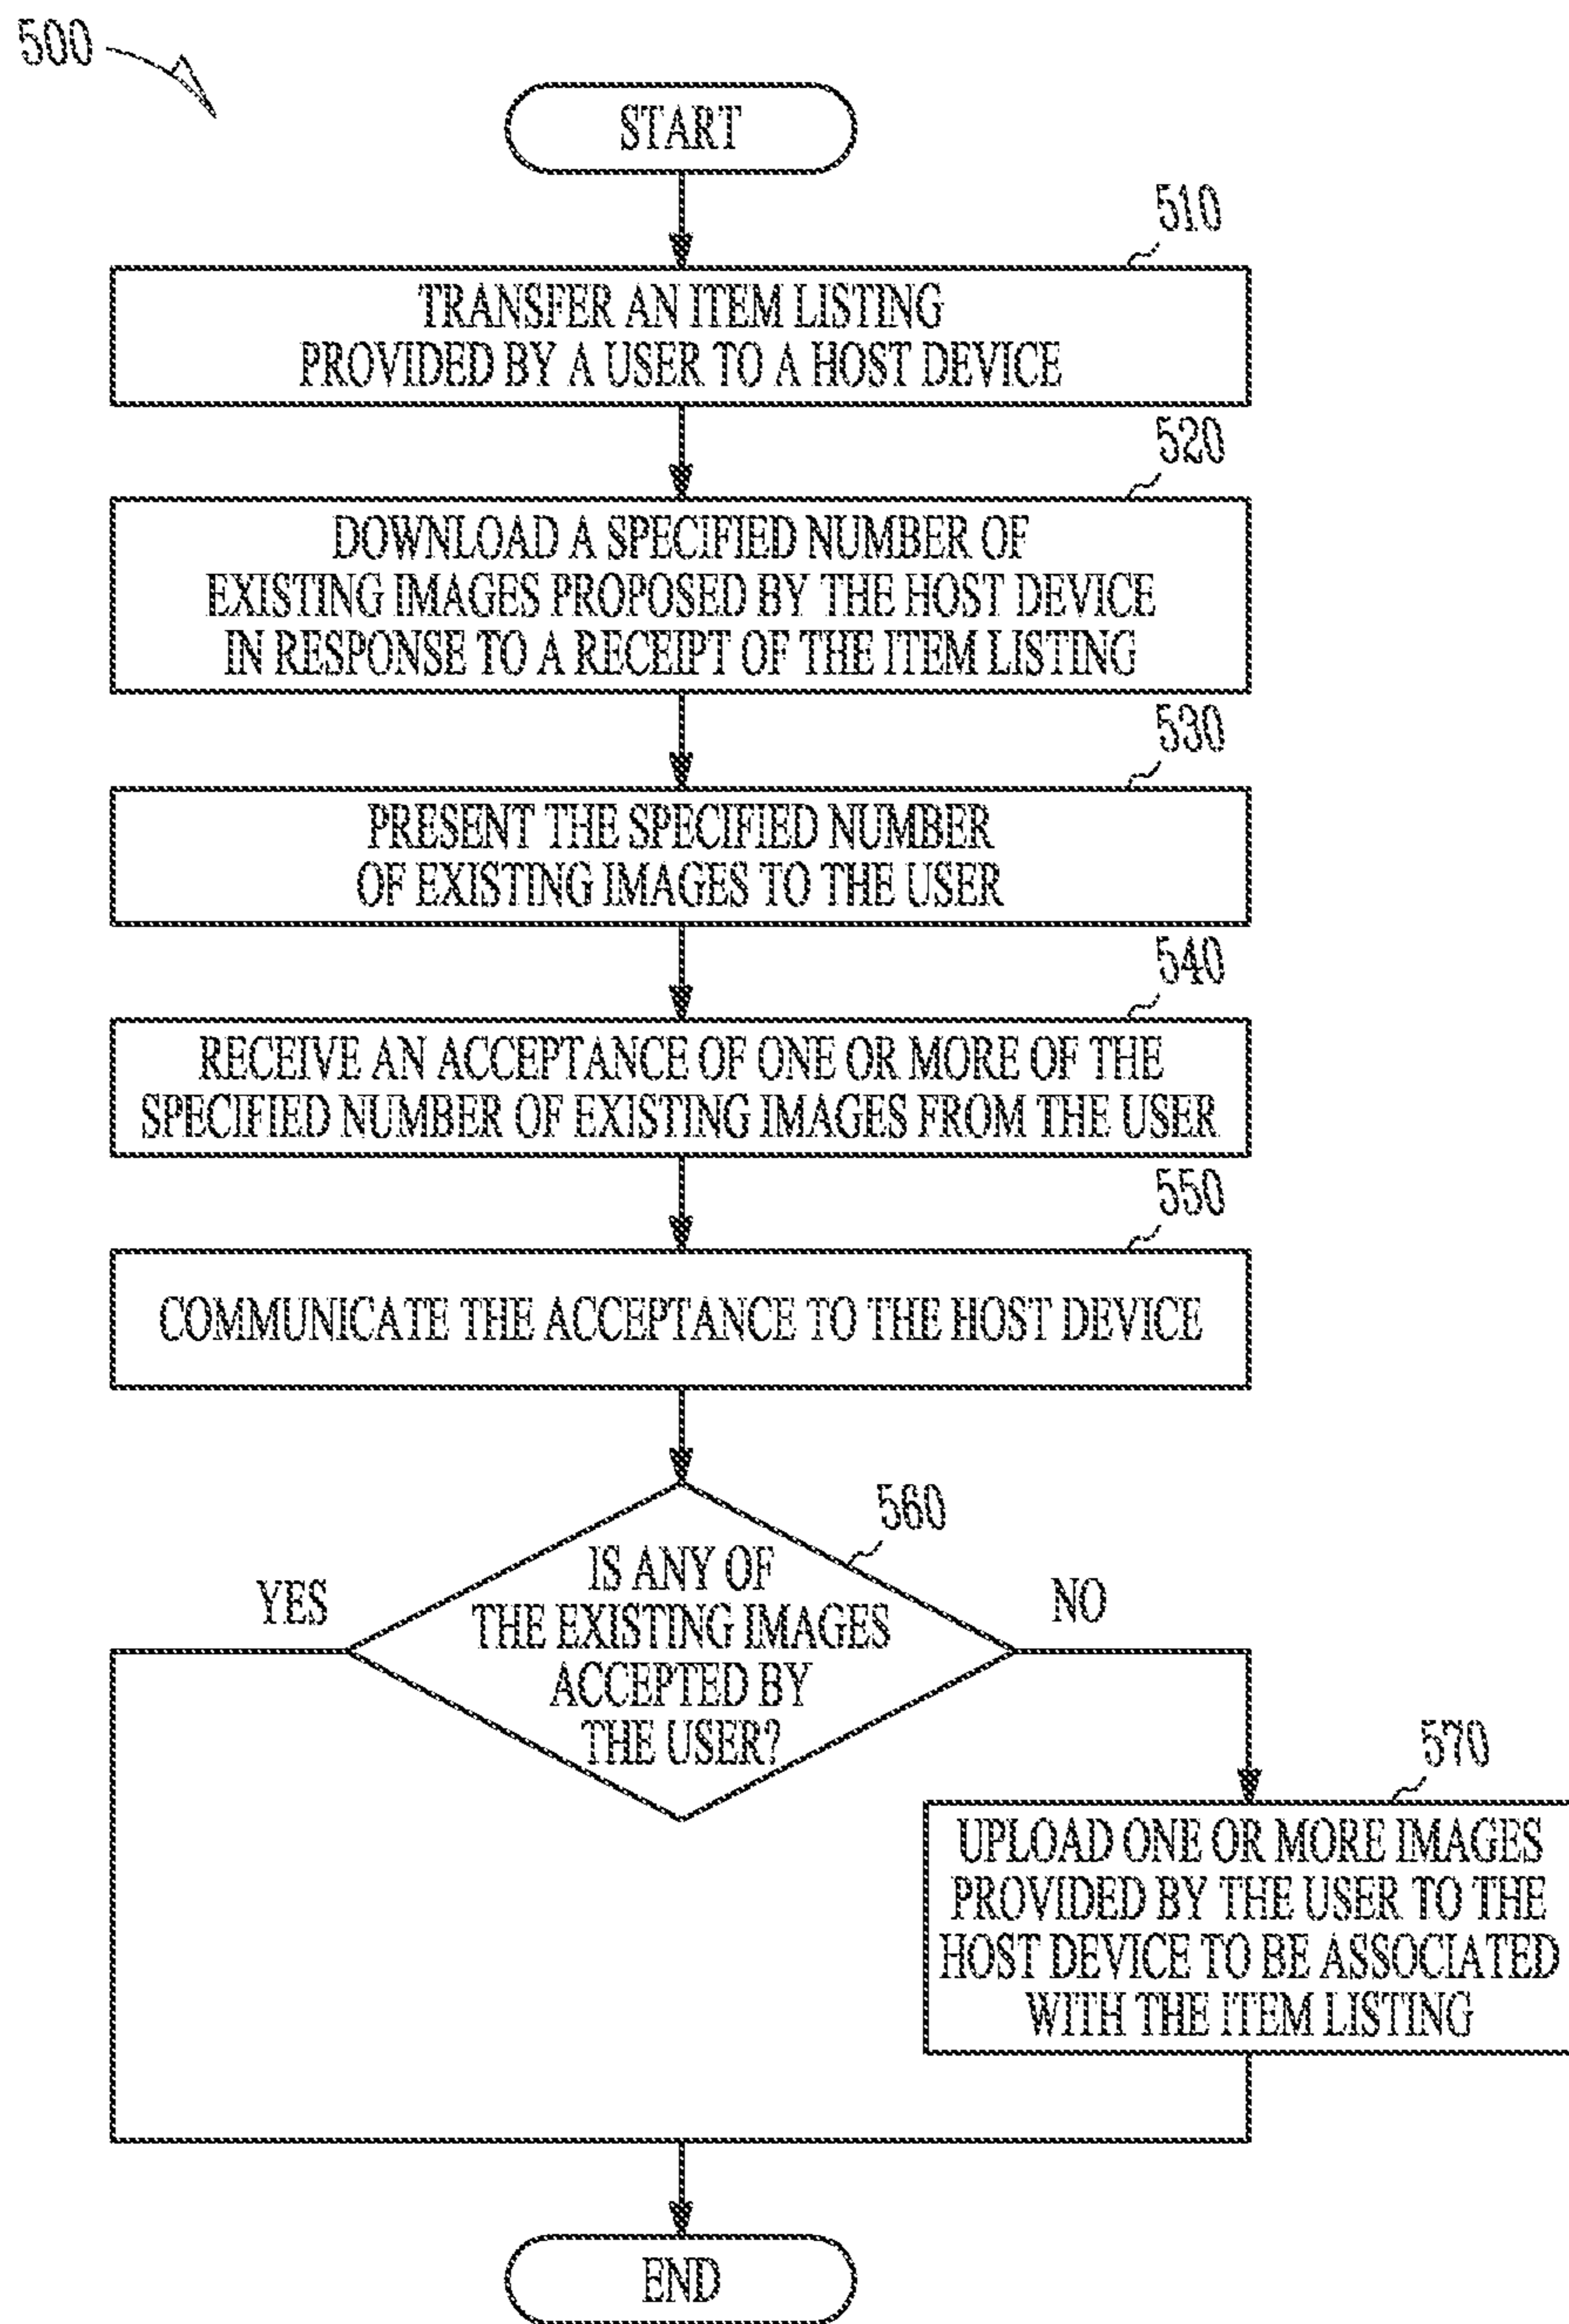 500
START
510
TRANSFER AN ITEM LISTING
PROVIDED BY A USER TO A HOST DEVICE
520
DOWNLOAD A SPECIFIED NUMBER OF
EXISTING IMAGES PROPOSED BY THE HOST DEVICE
IN RESPONSE TO A RECEIPT OF THE ITEM LISTING
530
PRESENT THE SPECIFIED NUMBER
OF EXISTING IMAGES TO THE USER
540
RECEIVE AN ACCEPTANCE OF ONE OR MORE OF THE
SPECIFIED NUMBER OF EXISTING IMAGES FROM THE USER
550
COMMUNICATE THE ACCEPTANCE TO THE HOST DEVICE
560
IS ANY OF
THE EXISTING IMAGES
ACCEPTED BY
THE USER?
YES
NO
570
UPLOAD ONE OR MORE IMAGES
PROVIDED BY THE USER TO THE
HOST DEVICE TO BE ASSOCIATED
WITH THE ITEM LISTING
END